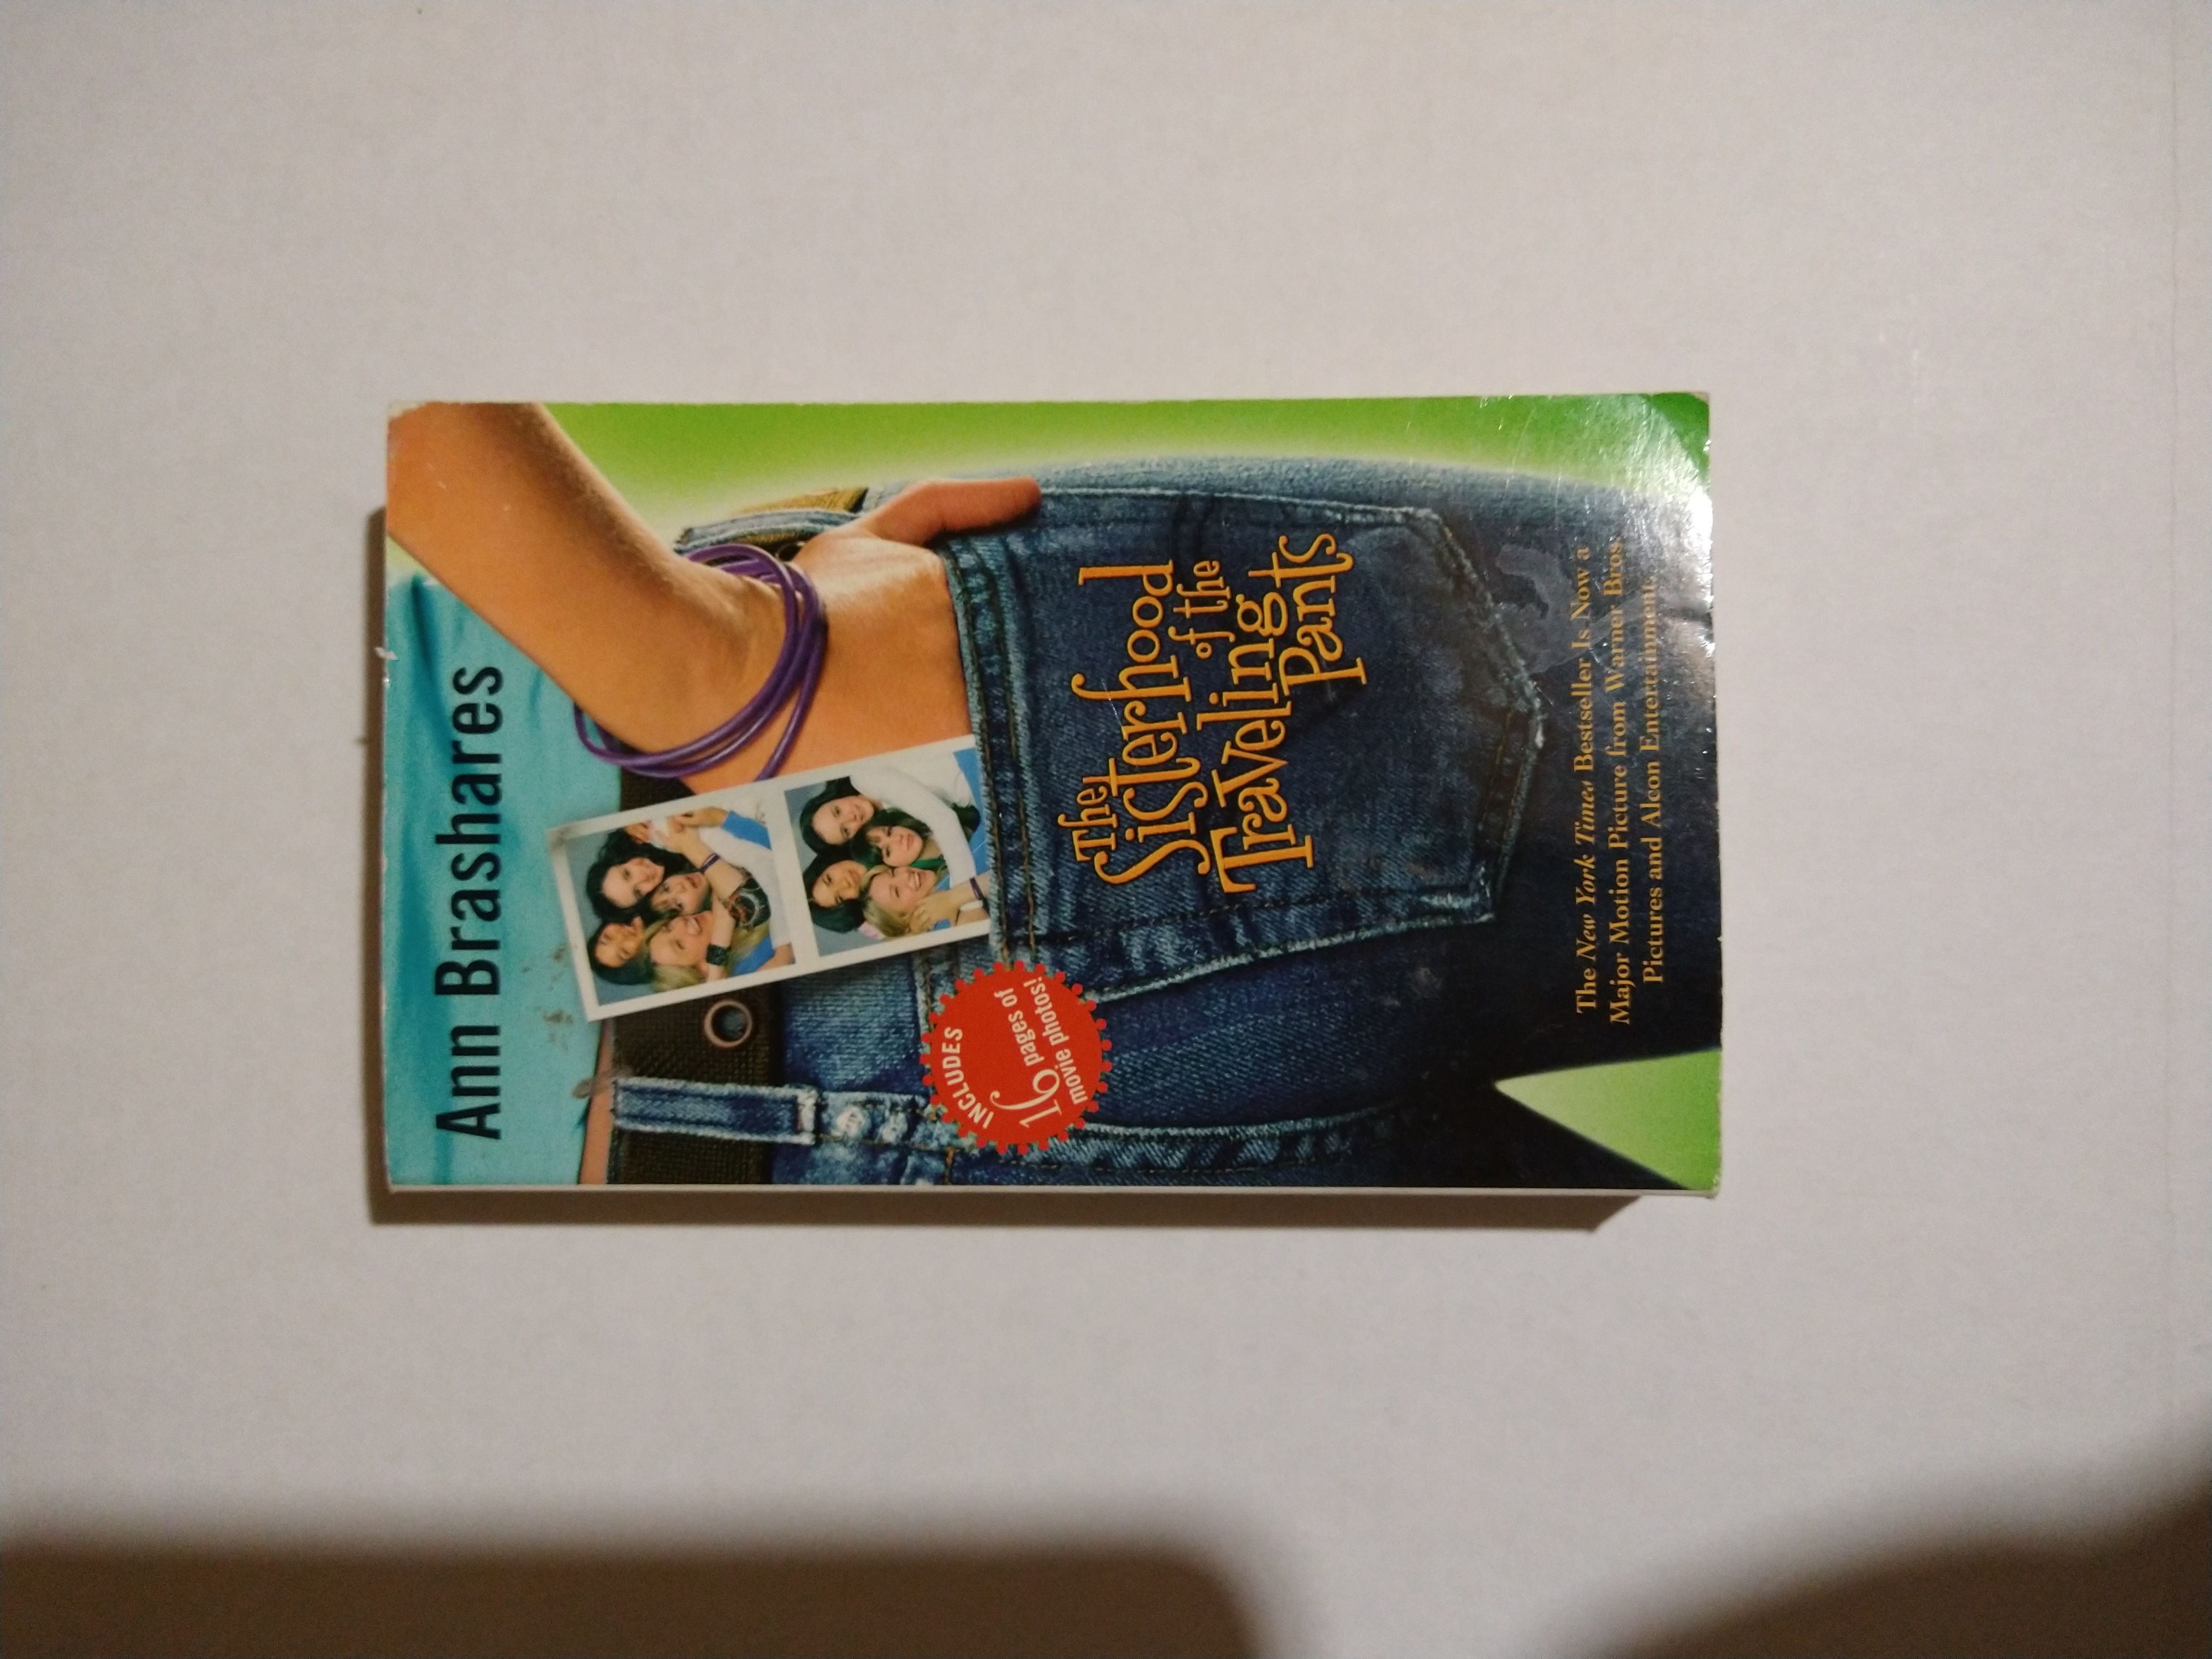 Ann Brashares
INCLUDES
16 pages of
movie photos!
The
Sisterhood
of the
Traveling
Pants
The New York Times Bestseller Is Now a
Major Motion Picture from Warner Bros.
Pictures and Alcon Entertainment.